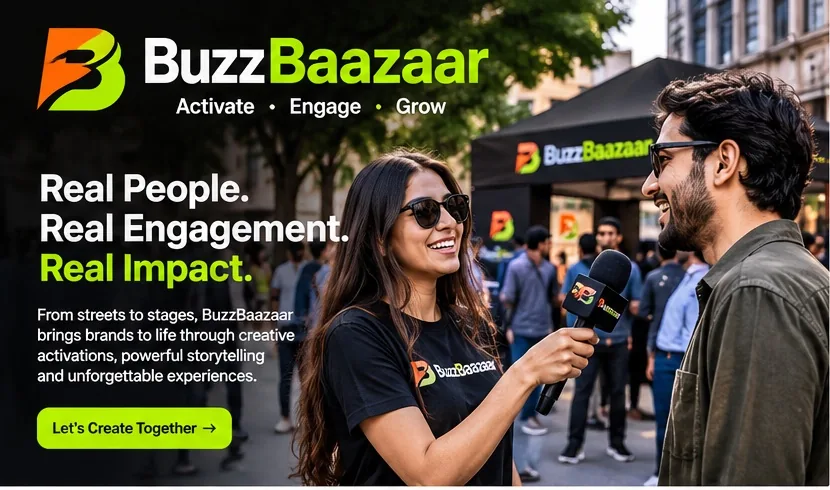 BuzzBaazaar
Activate • Engage • Grow
BuzzBaazaar
Real People.
Real Engagement.
Real Impact.
From streets to stages, BuzzBaazaar
brings brands to life through creative
activations, powerful storytelling
and unforgettable experiences.
BuzzBaazaar
Let's Create Together →